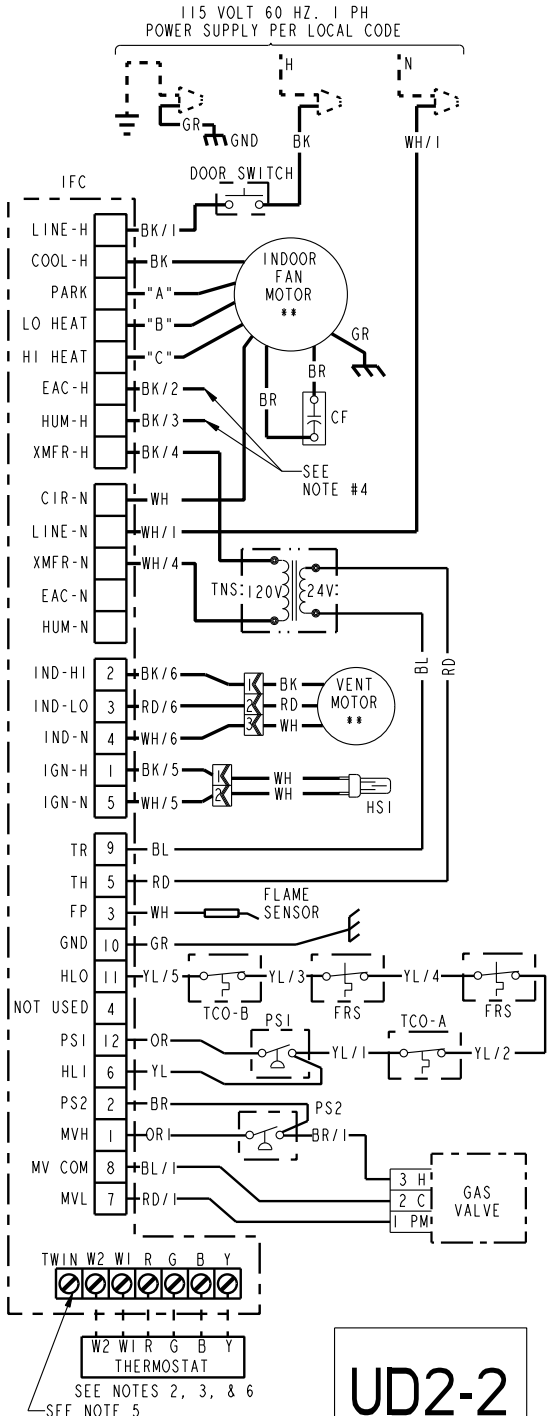 115 VOLT 60 HZ. 1 PH
POWER SUPPLY PER LOCAL CODE
H
N
GR
GND
BK
WH/1
DOOR SWITCH
IFC
LINE-H BK/1
COOL-H BK
PARK "A"
LO HEAT "B"
HI HEAT "C"
EAC-H BK/2
HUM-H BK/3
XMFR-H BK/4
INDOOR
FAN
MOTOR
**
GR
BR
BR
CF
SEE
NOTE #4
CIR-N WH
LINE-N WH/1
XMFR-N WH/4
EAC-N
HUM-N
TNS: 120V 24V
BL
RD
IND-HI 2 BK/6 1 BK
IND-LO 3 RD/6 2 RD
IND-N 4 WH/6 3 WH
VENT
MOTOR
**
IGN-H 1 BK/5 1 WH
IGN-N 5 WH/5 2 WH
HSI
TR 9 BL
TH 5 RD
FP 3 WH
FLAME
SENSOR
GND 10 GR
HLO 11 YL/5 YL/3 YL/4
TCO-B FRS FRS
NOT USED 4
PS1 TCO-A
PS1 12 OR YL/1 YL/2
HLI 6 YL
PS2 2 BR
PS2
MVH 1 OR1 BR/1
MV COM 8 BL/1
MVL 7 RD/1
3 H
2 C
1 PM
GAS
VALVE
TWIN W2 W1 R G B Y
W2 W1 R G B Y
THERMOSTAT
SEE NOTES 2, 3, & 6
SEE NOTE 5
UD2-2